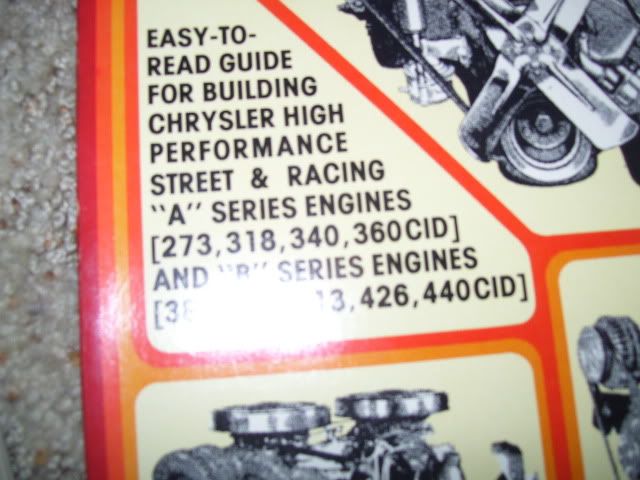 EASY-TO-
READ GUIDE
FOR BUILDING
CHRYSLER HIGH
PERFORMANCE
STREET & RACING
"A" SERIES ENGINES
[273,318,340,360CID]
AND "B" SERIES ENGINES
426,440CID]